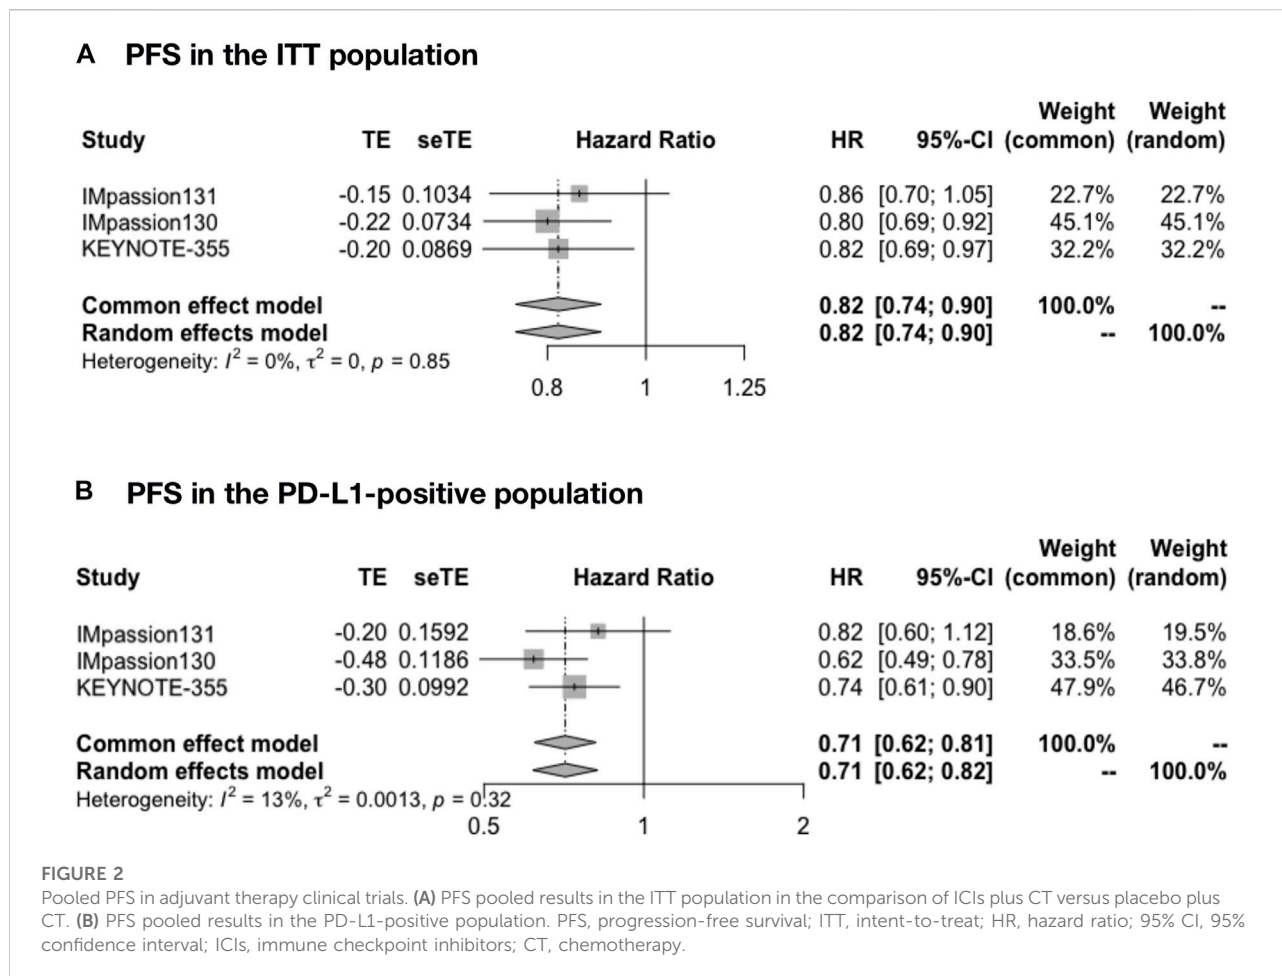 A PFS in the ITT population
Weight Weight
Study TE seTE Hazard Ratio HR 95%-CI (common) (random)
IMpassion131 -0.15 0.1034 0.86 [0.70; 1.05] 22.7% 22.7%
IMpassion130 -0.22 0.0734 0.80 [0.69; 0.92] 45.1% 45.1%
KEYNOTE-355 -0.20 0.0869 0.82 [0.69; 0.97] 32.2% 32.2%
Common effect model 0.82 [0.74; 0.90] 100.0% --
Random effects model 0.82 [0.74; 0.90] -- 100.0%
Heterogeneity: I² = 0%, τ² = 0, p = 0.85
0.8 1 1.25
B PFS in the PD-L1-positive population
Weight Weight
Study TE seTE Hazard Ratio HR 95%-CI (common) (random)
IMpassion131 -0.20 0.1592 0.82 [0.60; 1.12] 18.6% 19.5%
IMpassion130 -0.48 0.1186 0.62 [0.49; 0.78] 33.5% 33.8%
KEYNOTE-355 -0.30 0.0992 0.74 [0.61; 0.90] 47.9% 46.7%
Common effect model 0.71 [0.62; 0.81] 100.0% --
Random effects model 0.71 [0.62; 0.82] -- 100.0%
Heterogeneity: I² = 13%, τ² = 0.0013, p = 0.32
0.5 1 2
FIGURE 2
Pooled PFS in adjuvant therapy clinical trials. (A) PFS pooled results in the ITT population in the comparison of ICIs plus CT versus placebo plus
CT. (B) PFS pooled results in the PD-L1-positive population. PFS, progression-free survival; ITT, intent-to-treat; HR, hazard ratio; 95% CI, 95%
confidence interval; ICIs, immune checkpoint inhibitors; CT, chemotherapy.